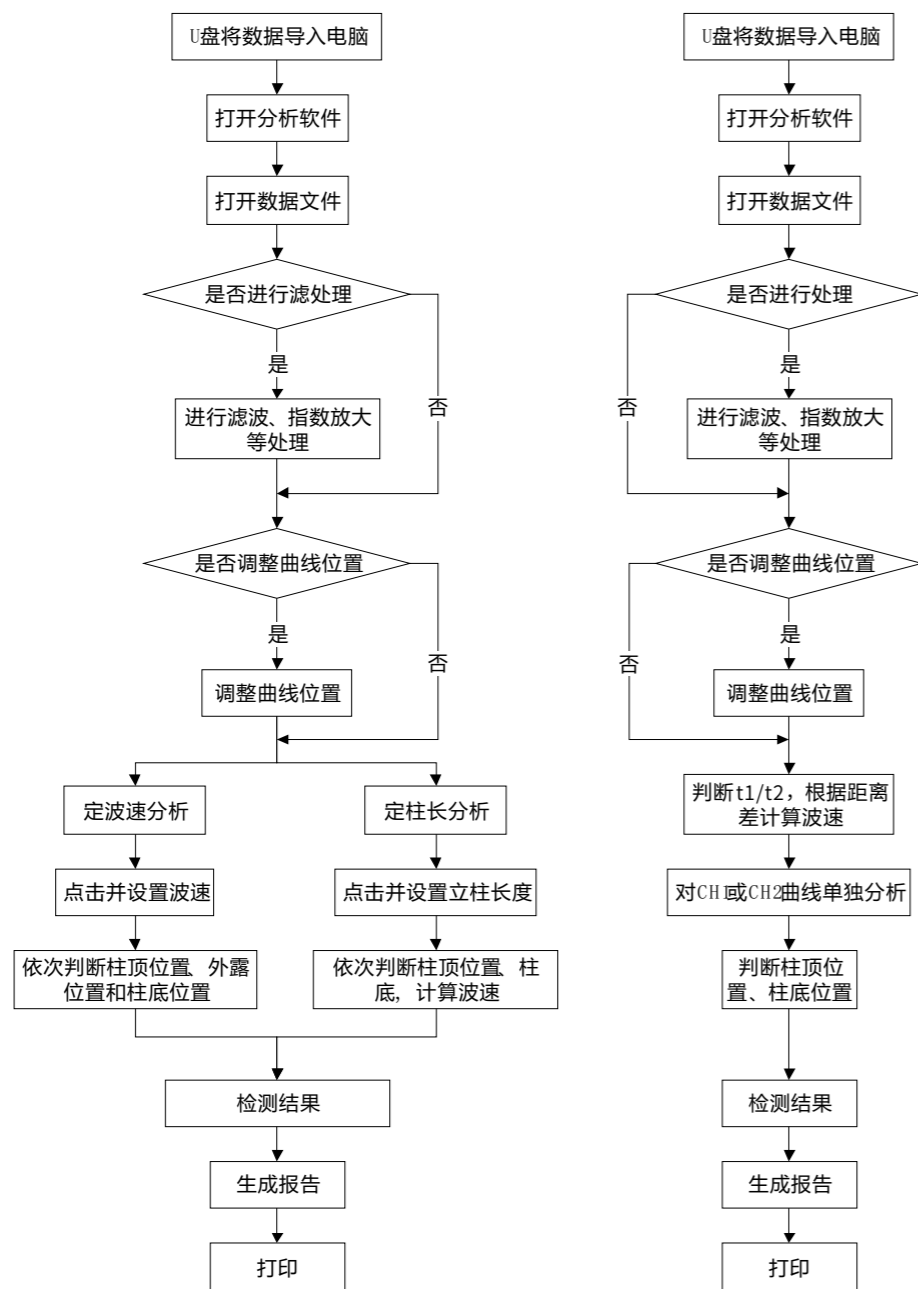 U盘将数据导入电脑
打开分析软件
打开数据文件
是否进行滤处理
是
否
进行滤波、指数放大
等处理
是否调整曲线位置
是
否
调整曲线位置
定波速分析
定柱长分析
点击并设置波速
点击并设置立柱长度
依次判断柱顶位置、外露
位置和柱底位置
依次判断柱顶位置、柱
底，计算波速
检测结果
生成报告
打印
U盘将数据导入电脑
打开分析软件
打开数据文件
是否进行处理
是
否
进行滤波、指数放大
等处理
是否调整曲线位置
是
否
调整曲线位置
判断t1/t2，根据距离
差计算波速
对CH1或CH2曲线单独分析
判断柱顶位
置、柱底位置
检测结果
生成报告
打印